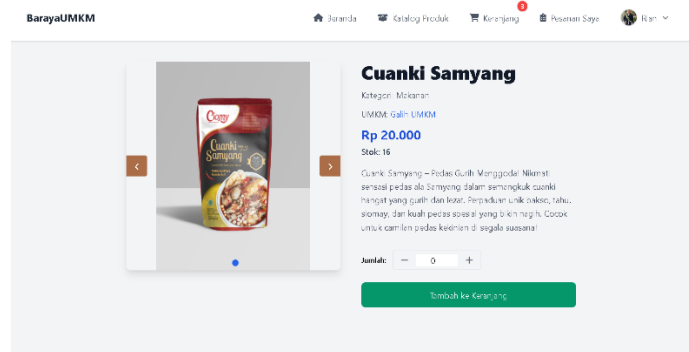 BarayaUMKM
Beranda
Katalog Produk
Keranjang
3
Pesanan Saya
Rian
Cuanki Samyang
Kategori: Makanan
UMKM: Galih UMKM
Rp 20.000
Stok: 16
Cuanki Samyang – Pedas Gurih Menggoda! Nikmati
sensasi pedas ala Samyang dalam semangkuk cuanki
hangat yang gurih dan lezat. Perpaduan unik bakso, tahu,
siomay, dan kuah pedas spesial yang bikin nagih. Cocok
untuk camilan pedas kekinian di segala suasana!
Jumlah:
− 0 +
Tambah ke Keranjang
Cuanki
Samyang